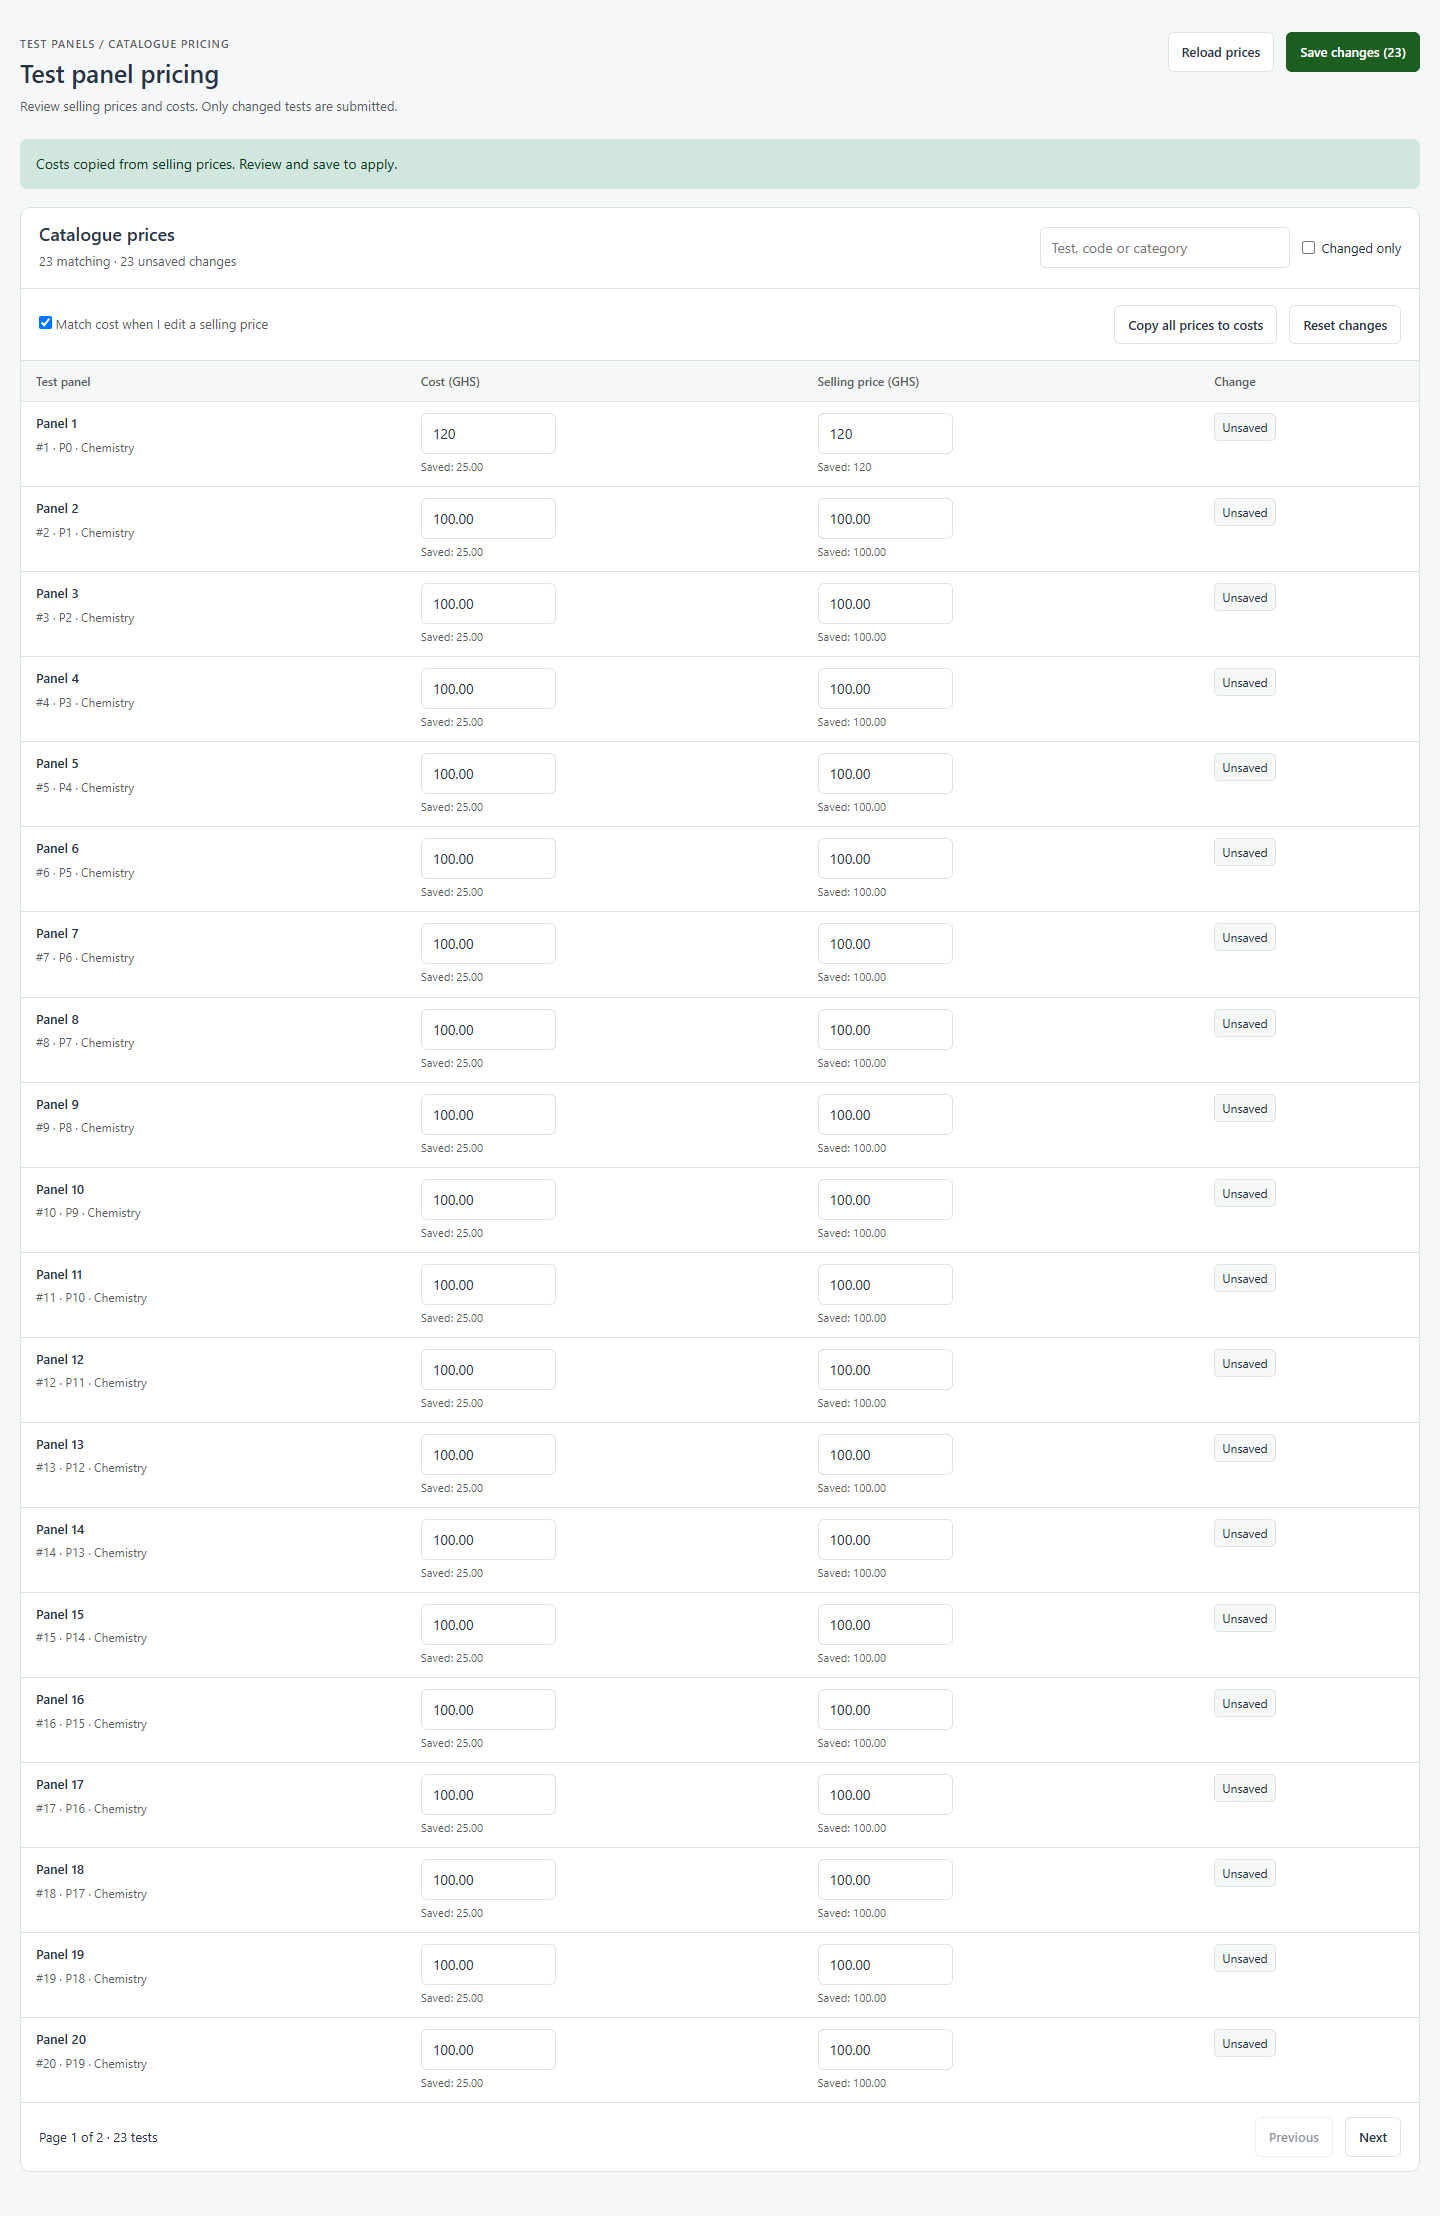 TEST PANELS / CATALOGUE PRICING
Test panel pricing
Review selling prices and costs. Only changed tests are submitted.
Reload prices
Save changes (23)
Costs copied from selling prices. Review and save to apply.
Catalogue prices
23 matching · 23 unsaved changes
Test, code or category
Changed only
Match cost when I edit a selling price
Copy all prices to costs
Reset changes
Test panel Cost (GHS) Selling price (GHS) Change
Panel 1
#1 · P0 · Chemistry
120 120 Unsaved
Saved: 25.00 Saved: 120
Panel 2
#2 · P1 · Chemistry
100.00 100.00 Unsaved
Saved: 25.00 Saved: 100.00
Panel 3
#3 · P2 · Chemistry
100.00 100.00 Unsaved
Saved: 25.00 Saved: 100.00
Panel 4
#4 · P3 · Chemistry
100.00 100.00 Unsaved
Saved: 25.00 Saved: 100.00
Panel 5
#5 · P4 · Chemistry
100.00 100.00 Unsaved
Saved: 25.00 Saved: 100.00
Panel 6
#6 · P5 · Chemistry
100.00 100.00 Unsaved
Saved: 25.00 Saved: 100.00
Panel 7
#7 · P6 · Chemistry
100.00 100.00 Unsaved
Saved: 25.00 Saved: 100.00
Panel 8
#8 · P7 · Chemistry
100.00 100.00 Unsaved
Saved: 25.00 Saved: 100.00
Panel 9
#9 · P8 · Chemistry
100.00 100.00 Unsaved
Saved: 25.00 Saved: 100.00
Panel 10
#10 · P9 · Chemistry
100.00 100.00 Unsaved
Saved: 25.00 Saved: 100.00
Panel 11
#11 · P10 · Chemistry
100.00 100.00 Unsaved
Saved: 25.00 Saved: 100.00
Panel 12
#12 · P11 · Chemistry
100.00 100.00 Unsaved
Saved: 25.00 Saved: 100.00
Panel 13
#13 · P12 · Chemistry
100.00 100.00 Unsaved
Saved: 25.00 Saved: 100.00
Panel 14
#14 · P13 · Chemistry
100.00 100.00 Unsaved
Saved: 25.00 Saved: 100.00
Panel 15
#15 · P14 · Chemistry
100.00 100.00 Unsaved
Saved: 25.00 Saved: 100.00
Panel 16
#16 · P15 · Chemistry
100.00 100.00 Unsaved
Saved: 25.00 Saved: 100.00
Panel 17
#17 · P16 · Chemistry
100.00 100.00 Unsaved
Saved: 25.00 Saved: 100.00
Panel 18
#18 · P17 · Chemistry
100.00 100.00 Unsaved
Saved: 25.00 Saved: 100.00
Panel 19
#19 · P18 · Chemistry
100.00 100.00 Unsaved
Saved: 25.00 Saved: 100.00
Panel 20
#20 · P19 · Chemistry
100.00 100.00 Unsaved
Saved: 25.00 Saved: 100.00
Page 1 of 2 · 23 tests
Previous
Next